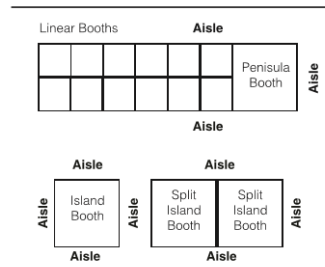 Linear Booths Aisle
Penisula
Booth
Aisle
Aisle
Aisle Aisle
Aisle
Island
Booth
Aisle
Split
Island
Booth
Split
Island
Booth
Aisle
Aisle Aisle